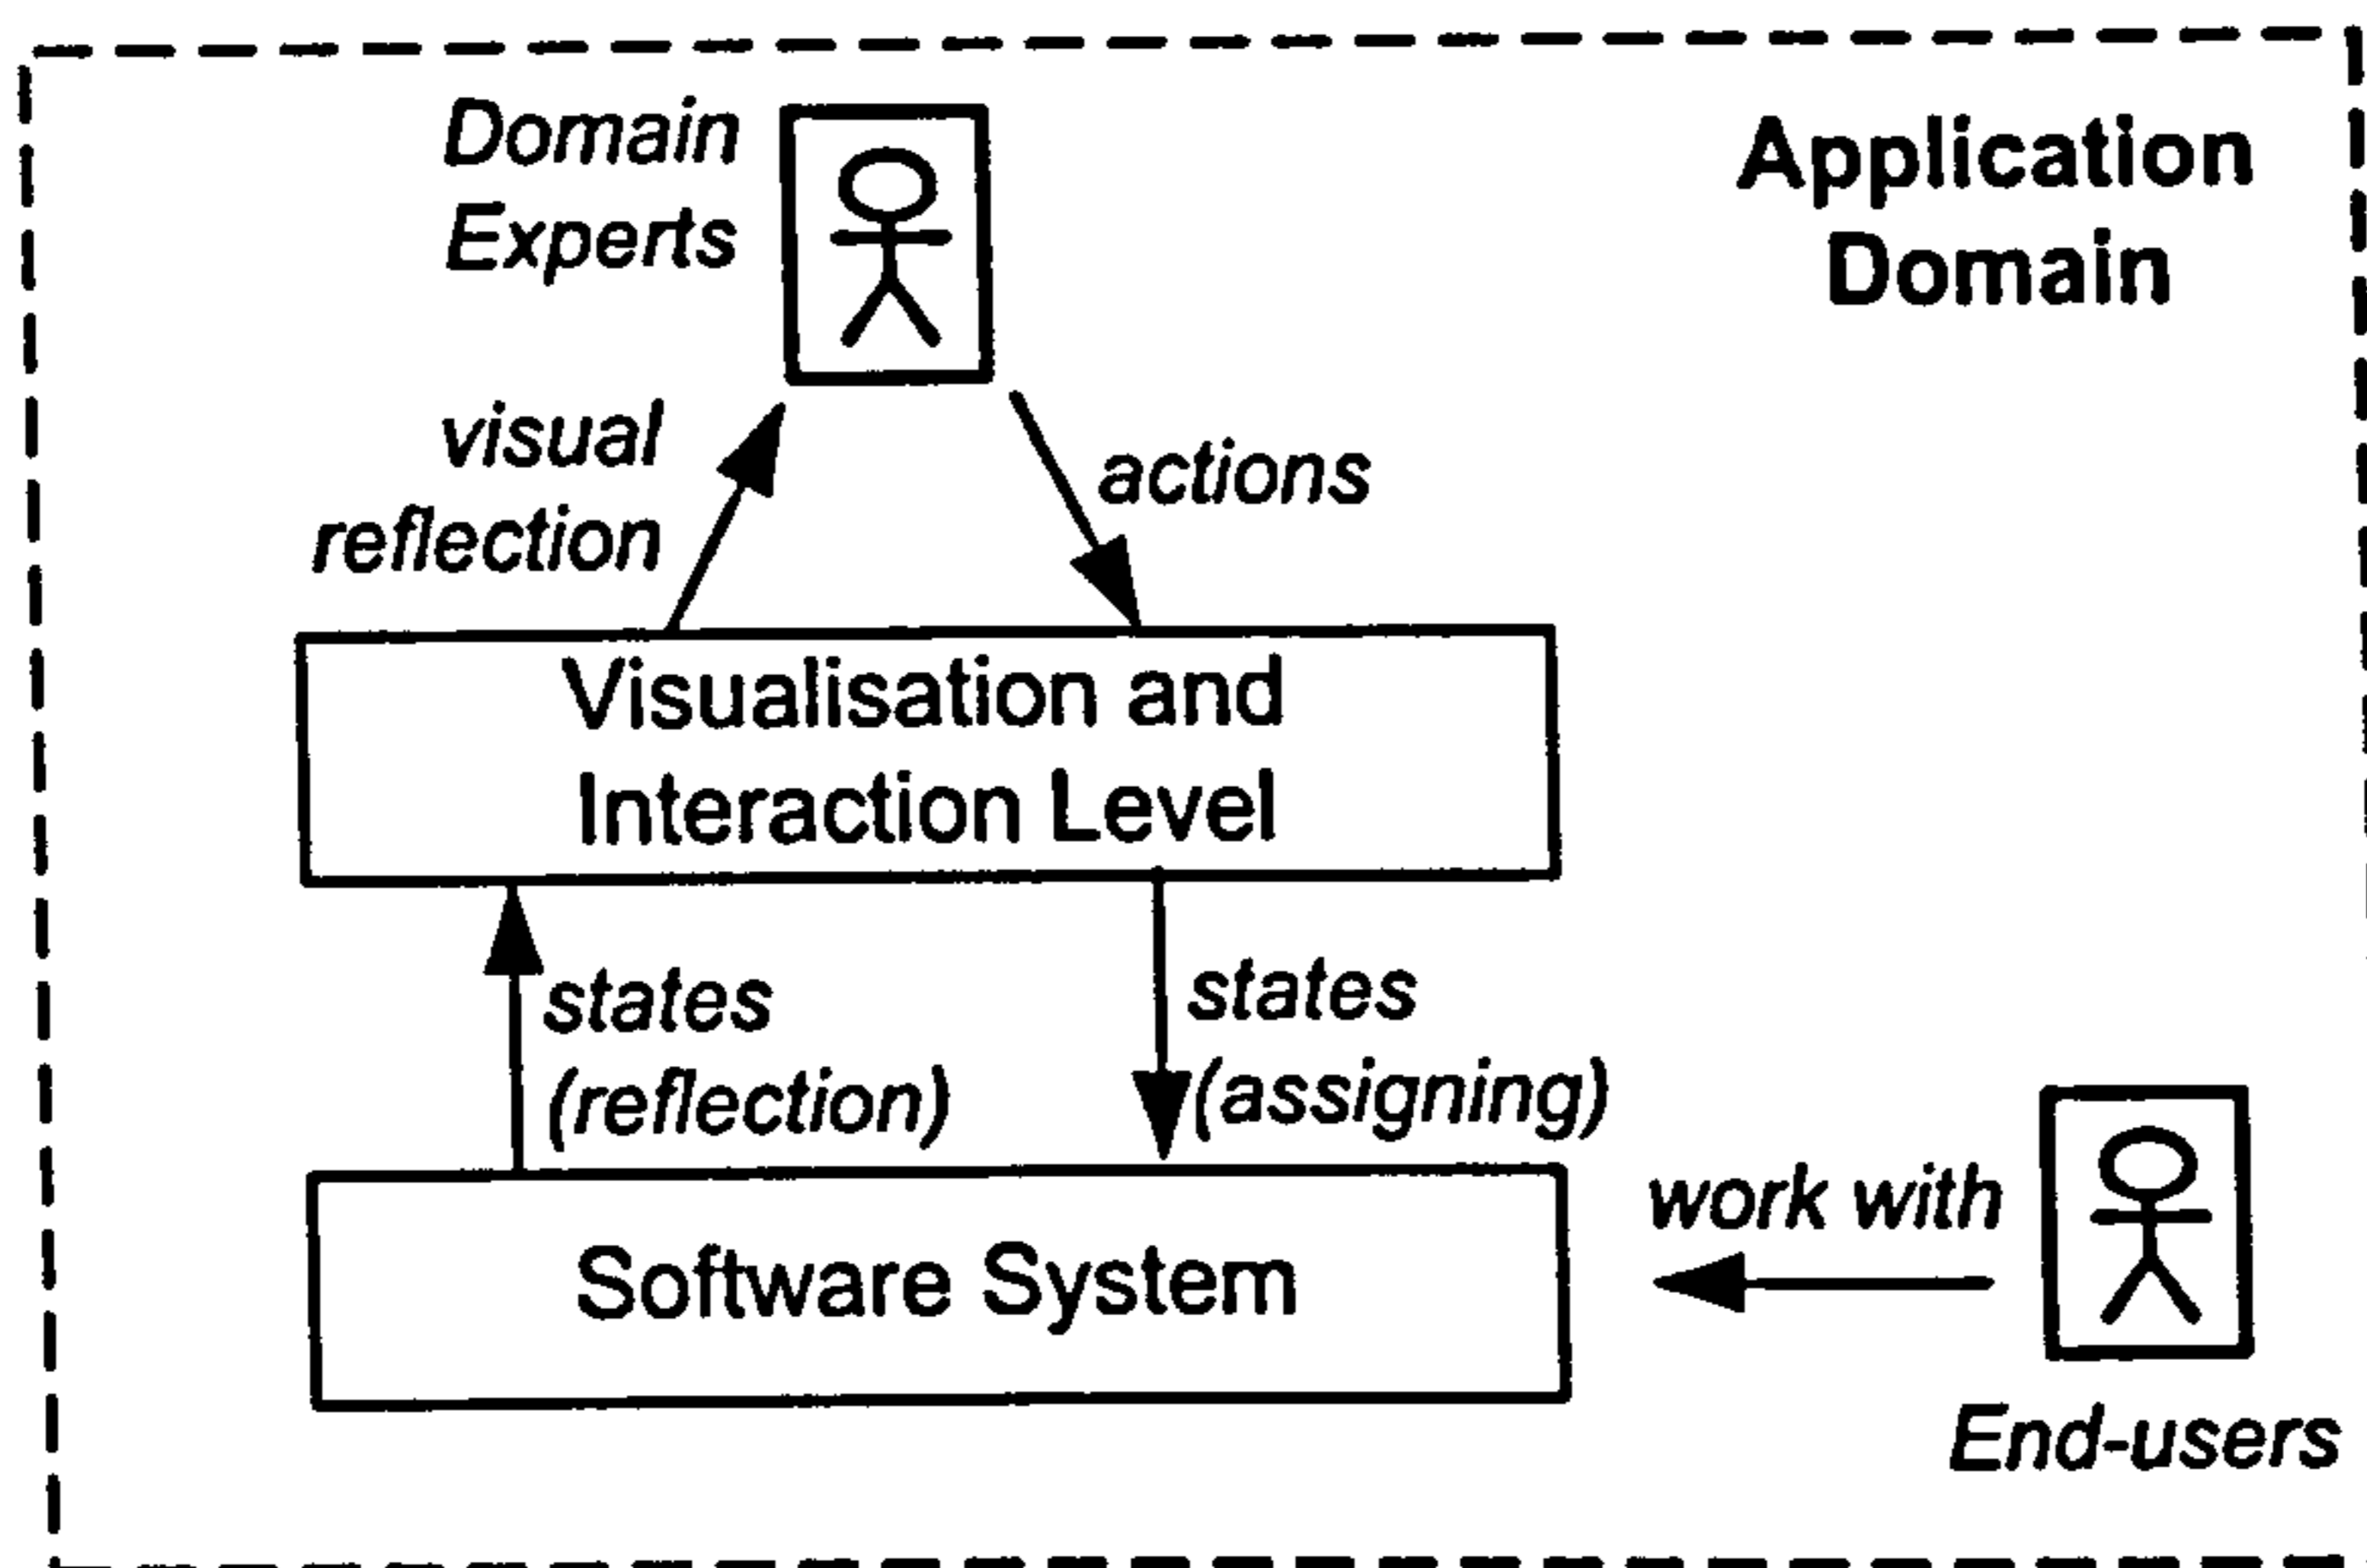 Domain
Experts
Application
Domain
visual
reflection
actions
Visualisation and
Interaction Level
states
(reflection)
states
(assigning)
Software System
work with
End-users